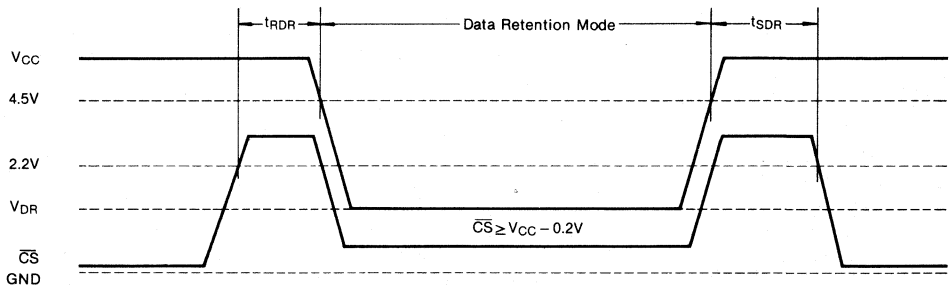 tRDR
Data Retention Mode
tSDR
VCC
4.5V
2.2V
VDR
CS ≥ VCC − 0.2V
CS
GND